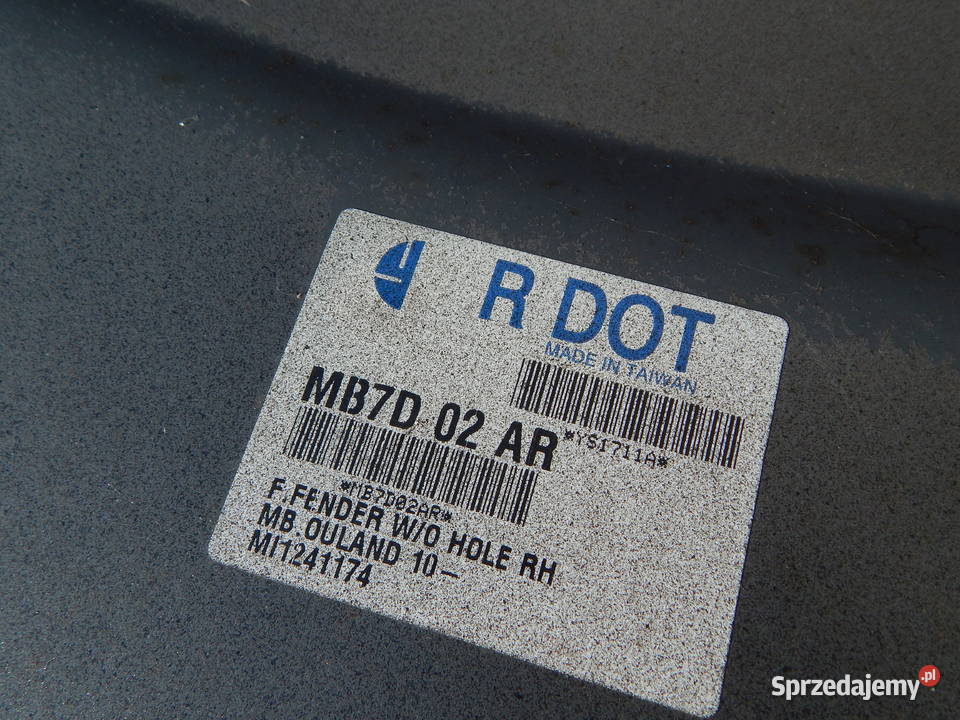 R DOT
MADE IN TAIWAN
*YS1711A*
MB7D 02 AR
*MB7D02AR*
F.FENDER W/O HOLE RH
MB.OULAND 10-
MI1241174
Sprzedajemy.pl